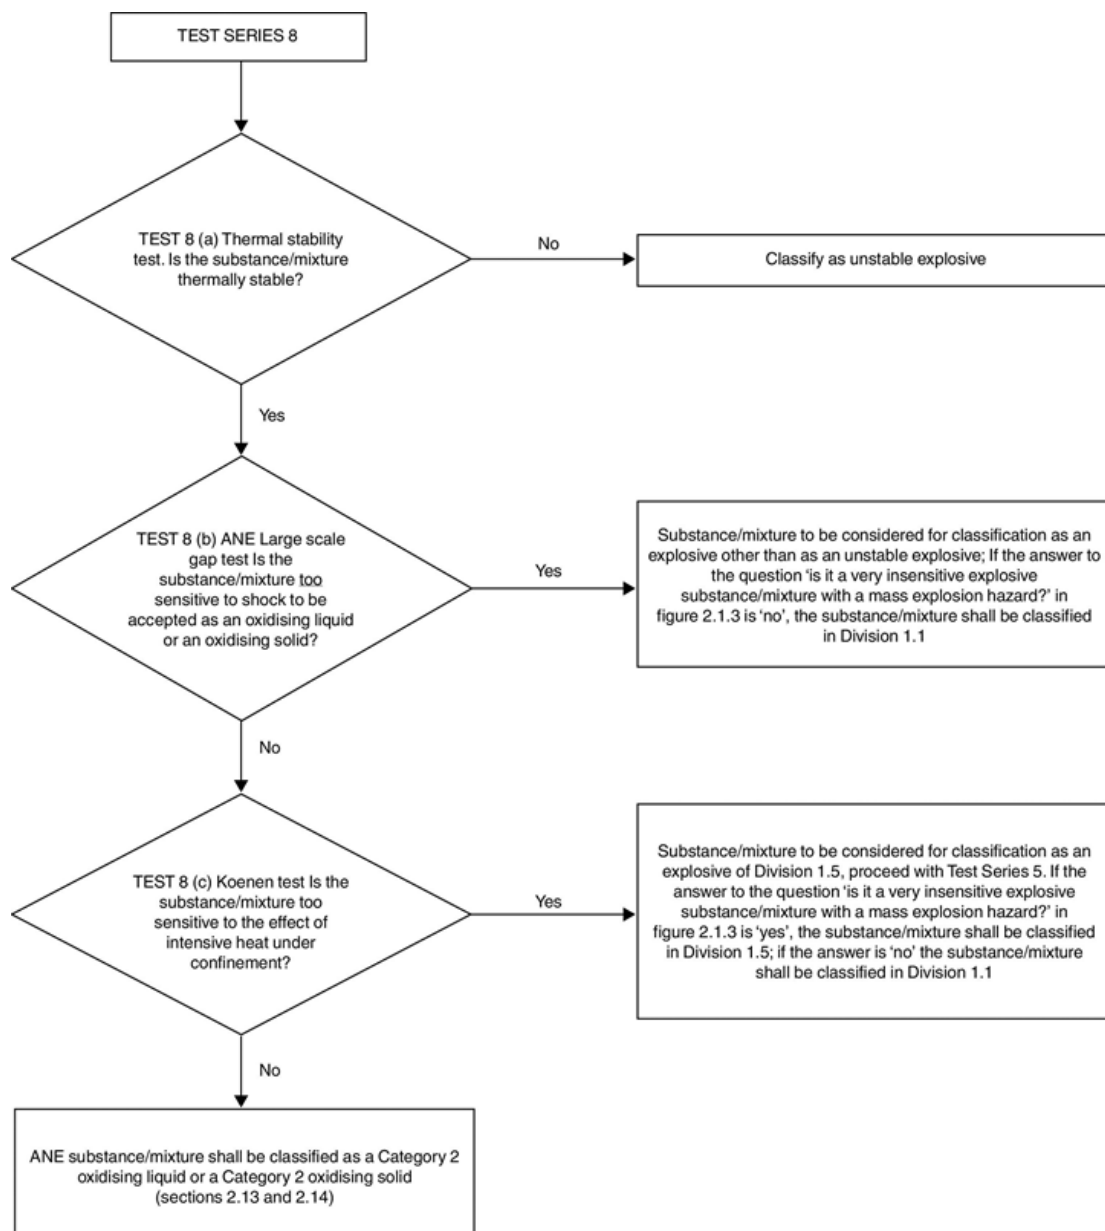 TEST SERIES 8
TEST 8 (a) Thermal stability
test. Is the substance/mixture
thermally stable?
No
Classify as unstable explosive
Yes
TEST 8 (b) ANE Large scale
gap test Is the
substance/mixture too
sensitive to shock to be
accepted as an oxidising liquid
or an oxidising solid?
Yes
Substance/mixture to be considered for classification as an
explosive other than as an unstable explosive; If the answer to
the question ‘is it a very insensitive explosive
substance/mixture with a mass explosion hazard?’ in
figure 2.1.3 is ‘no’, the substance/mixture shall be classified
in Division 1.1
No
TEST 8 (c) Koenen test Is the
substance/mixture too
sensitive to the effect of
intensive heat under
confinement?
Yes
Substance/mixture to be considered for classification as an
explosive of Division 1.5, proceed with Test Series 5. If the
answer to the question ‘is it a very insensitive explosive
substance/mixture with a mass explosion hazard?’ in
figure 2.1.3 is ‘yes’, the substance/mixture shall be classified
in Division 1.5; if the answer is ‘no’ the substance/mixture
shall be classified in Division 1.1
No
ANE substance/mixture shall be classified as a Category 2
oxidising liquid or a Category 2 oxidising solid
(sections 2.13 and 2.14)